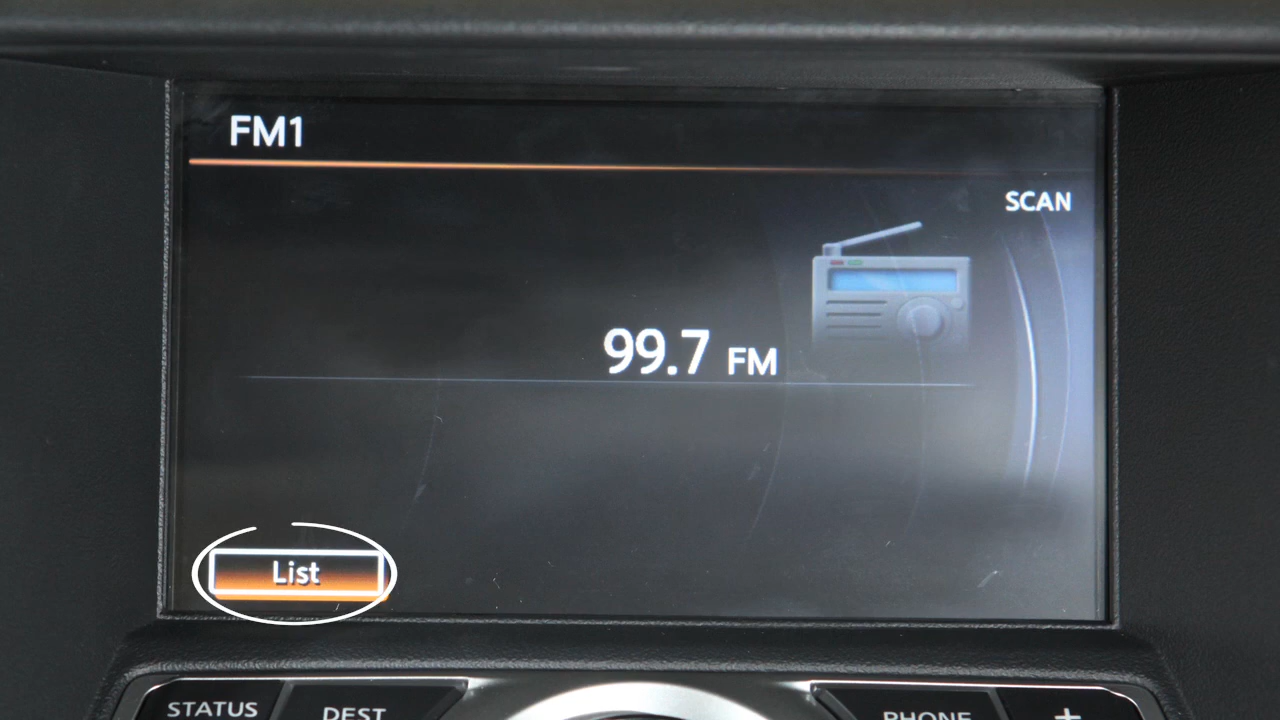 FM1
SCAN
99.7 FM
List
STATUS
DEST
PHONE
+